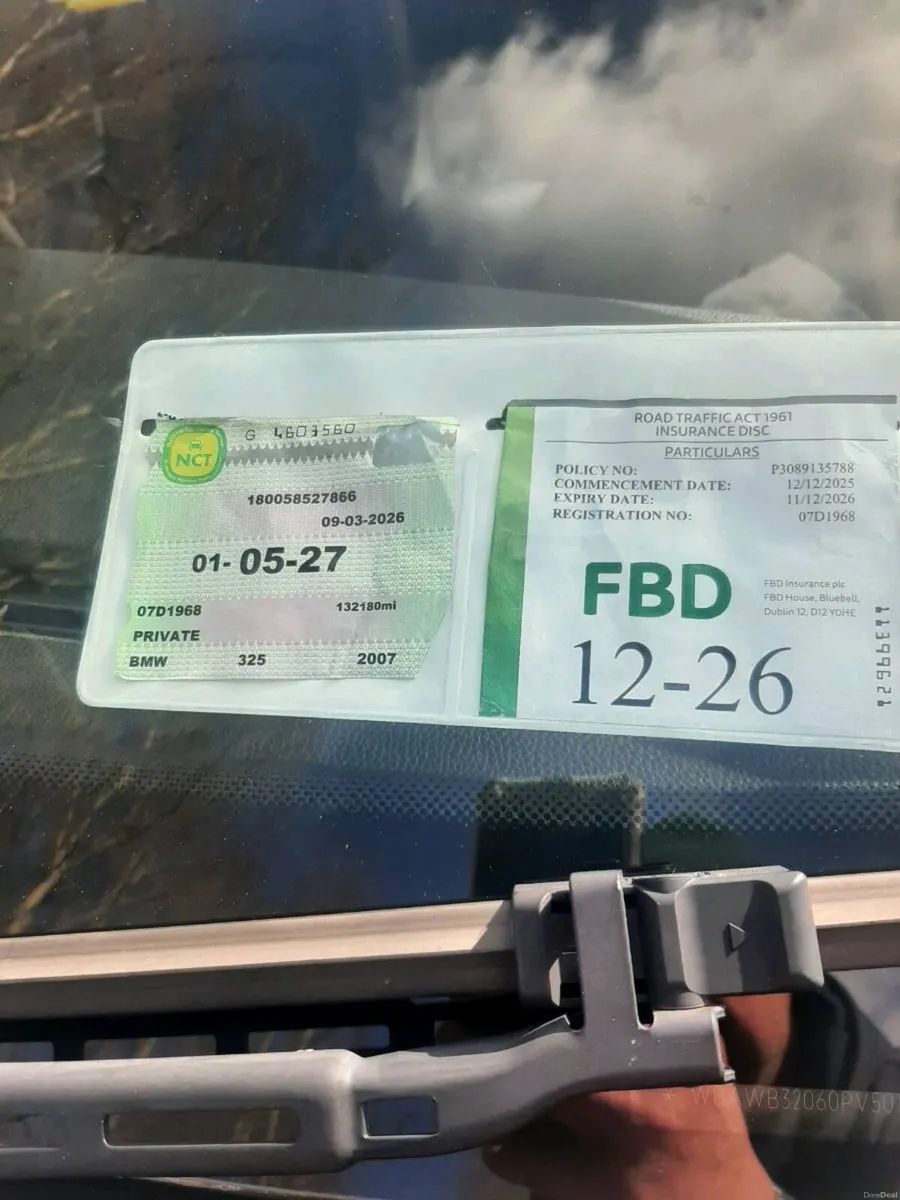 NCT
G 4603560
180058527866
09-03-2026
01-05-27
07D1968 132180mi
PRIVATE
BMW 325 2007
ROAD TRAFFIC ACT 1961
INSURANCE DISC
PARTICULARS
POLICY NO: P3089135788
COMMENCEMENT DATE: 12/12/2025
EXPIRY DATE: 11/12/2026
REGISTRATION NO: 07D1968
FBD
FBD Insurance plc
FBD House, Bluebell,
Dublin 12, D12 Y0HE
12-26
WB32060PV50
DoneDeal